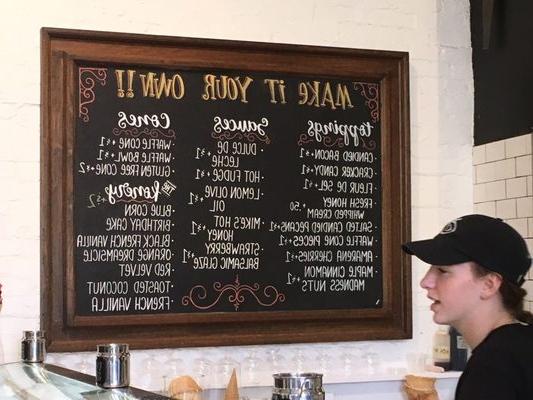 MAKE IT YOUR OWN!!
toppings
· CANDIED BACON +$1
· CRACKER CANDY +$1
· FLEUR DE SEL +$1
· FRESH HONEY
WHIPPED CREAM +.50
· SALTED CANDIED PECANS +$1
· WAFFLE CONE PIECES +$1
· AMARENA CHERRIES +$1
· MAPLE CINNAMON
MADNESS NUTS +$1
Sauces
· DULCE DE
LECHE +$1
· HOT FUDGE +$1
· LEMON OLIVE
OIL +$1
· MIKE'S HOT
HONEY +$1
· STRAWBERRY
BALSAMIC GLAZE +$1
Cones
· WAFFLE CONE +$1
· WAFFLE BOWL +$1
· GLUTEN FREE CONE +$2
THE Konery +$2
· BLUE CORN
· BIRTHDAY CAKE
· BLACK FRENCH VANILLA
· ORANGE DREAMSICLE
· RED VELVET
· TOASTED COCONUT
· FRENCH VANILLA